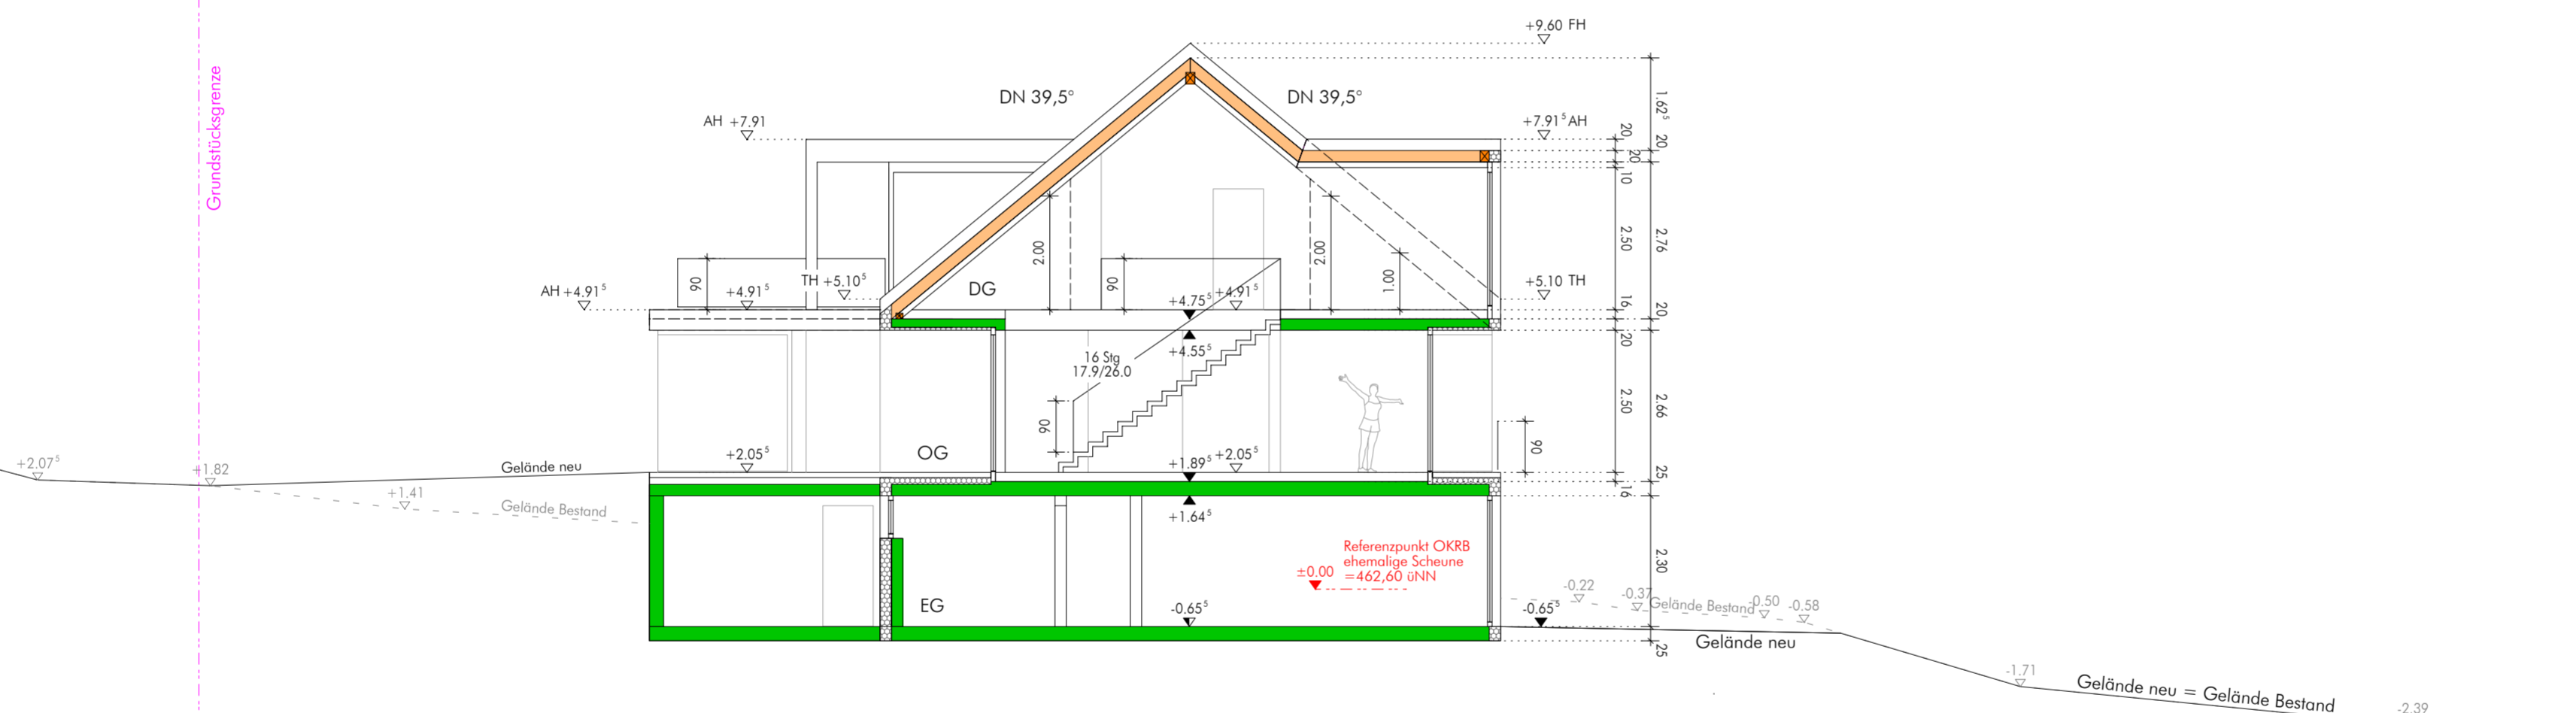 +9.60 FH
Grundstücksgrenze
DN 39,5°
DN 39,5°
1.62⁵
AH +7.91
+7.91⁵ AH
20
20
20
10
2.00
2.00
2.50
2.76
90
TH +5.10⁵
DG
90
1.00
+5.10 TH
AH +4.91⁵
+4.91⁵
+4.75⁵
+4.91⁵
16
20
+4.55⁵
20
16 Stg
17.9/26.0
2.50
2.66
90
90
OG
+2.07⁵
+1.82
Gelände neu
+2.05⁵
+1.89⁵
+2.05⁵
25
+1.41
Gelände Bestand
16
+1.64⁵
Referenzpunkt OKRB
ehemalige Scheune
±0.00
=462,60 üNN
2.30
EG
-0.65⁵
-0.65⁵
-0.22
-0.37
Gelände Bestand
-0.50
-0.58
Gelände neu
25
-1.71
Gelände neu = Gelände Bestand
-2.39